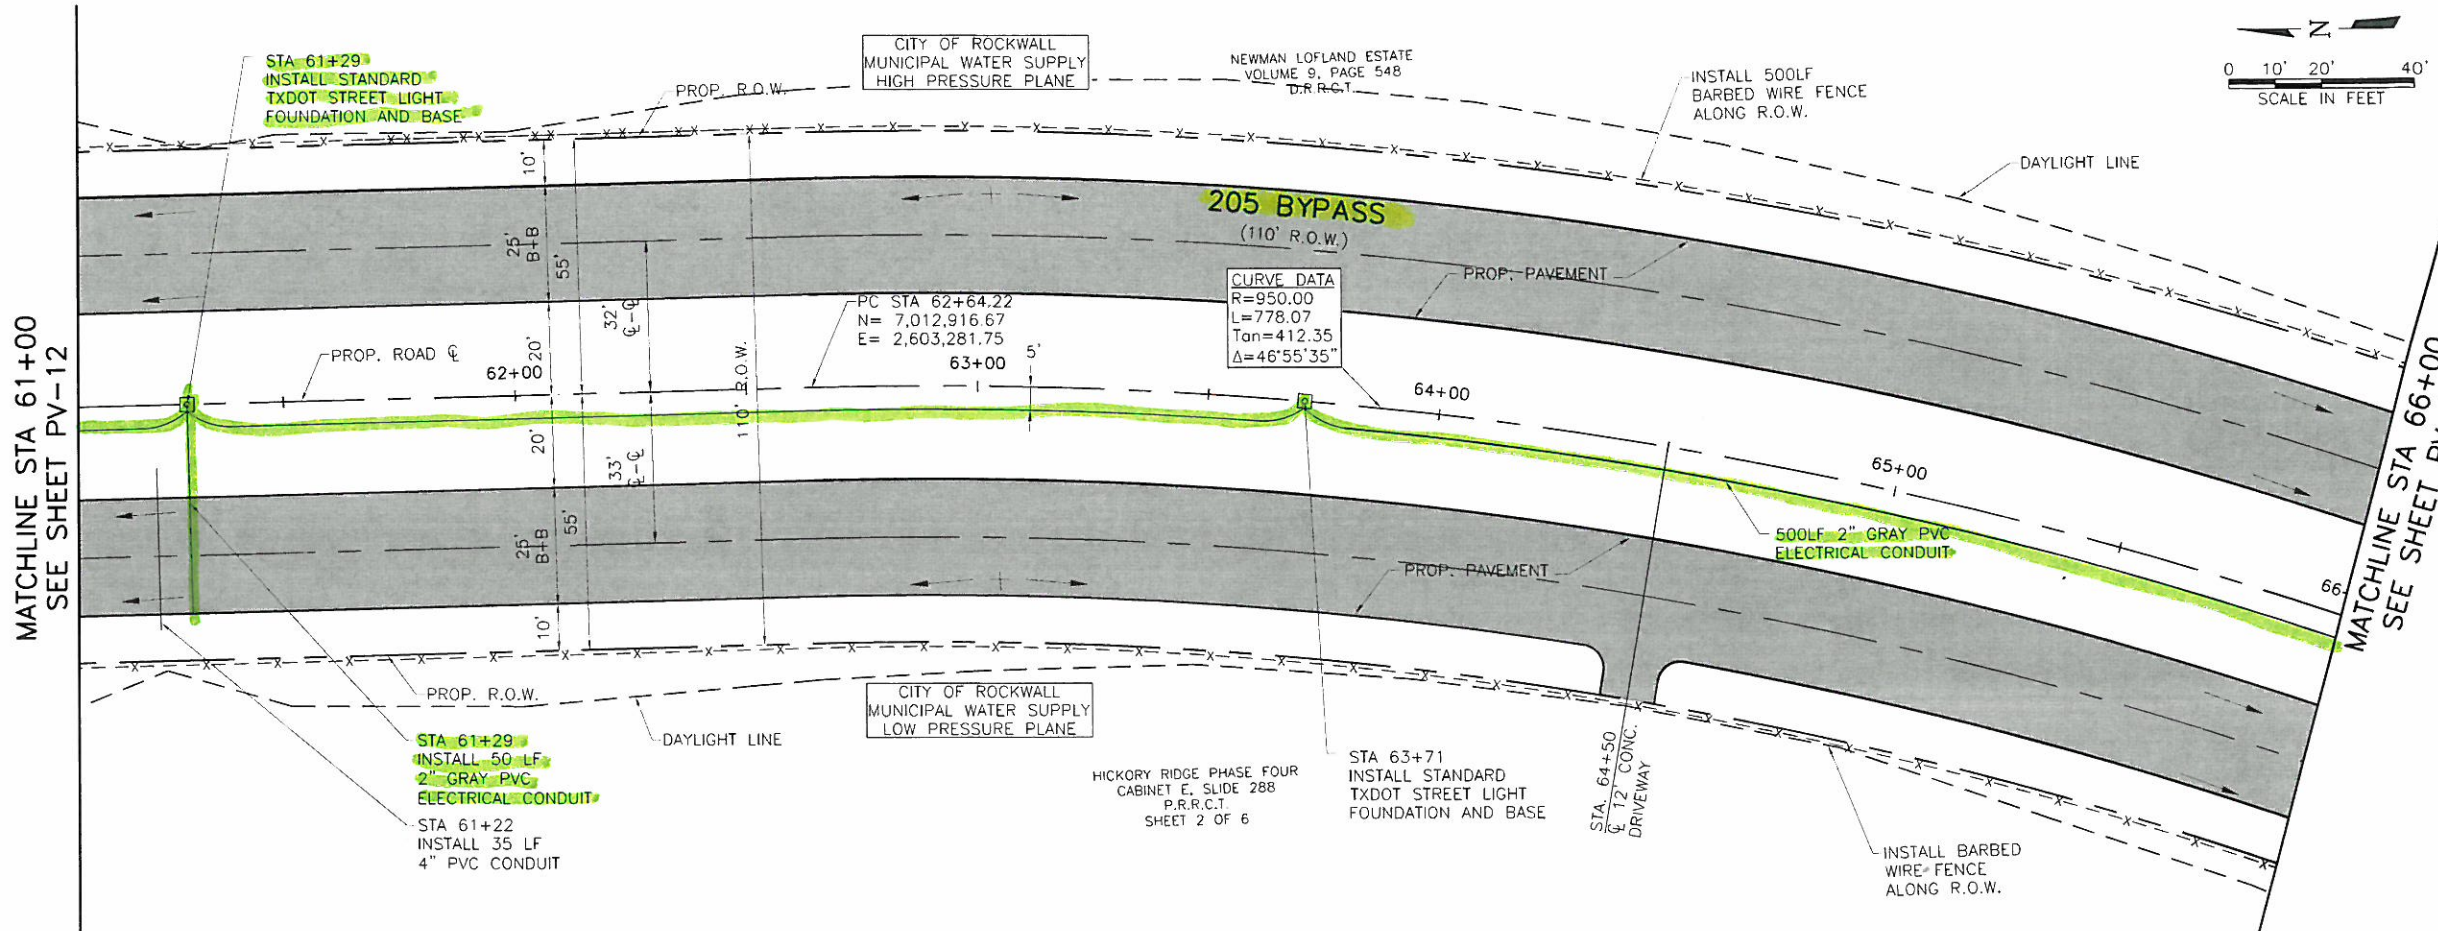 STA 61+29
INSTALL STANDARD
TXDOT STREET LIGHT
FOUNDATION AND BASE
CITY OF ROCKWALL
MUNICIPAL WATER SUPPLY
HIGH PRESSURE PLANE
PROP. R.O.W.
NEWMAN LOFLAND ESTATE
VOLUME 9, PAGE 548
D.R.R.C.T.
INSTALL 500LF
BARBED WIRE FENCE
ALONG R.O.W.
N
0 10' 20' 40'
SCALE IN FEET
DAYLIGHT LINE
205 BYPASS
(110' R.O.W.)
10'
25'
B-B
55'
32'
℄-℄
20'
PROP. PAVEMENT
CURVE DATA
R=950.00
L=778.07
Tan=412.35
Δ=46°55'35"
PC STA 62+64.22
N= 7,012,916.67
E= 2,603,281.75
PROP. ROAD ℄
62+00
63+00
5'
64+00
65+00
66
110' R.O.W.
20'
33'
℄-℄
25'
B-B
55'
10'
MATCHLINE STA 61+00
SEE SHEET PV-12
MATCHLINE STA 66+00
SEE SHEET
500LF 2" GRAY PVC
ELECTRICAL CONDUIT
PROP. PAVEMENT
PROP. R.O.W.
DAYLIGHT LINE
CITY OF ROCKWALL
MUNICIPAL WATER SUPPLY
LOW PRESSURE PLANE
STA 61+29
INSTALL 50 LF
2" GRAY PVC
ELECTRICAL CONDUIT
STA 61+22
INSTALL 35 LF
4" PVC CONDUIT
HICKORY RIDGE PHASE FOUR
CABINET E, SLIDE 288
P.R.R.C.T.
SHEET 2 OF 6
STA 63+71
INSTALL STANDARD
TXDOT STREET LIGHT
FOUNDATION AND BASE
STA. 64+50
℄ 12' CONC.
DRIVEWAY
INSTALL BARBED
WIRE FENCE
ALONG R.O.W.